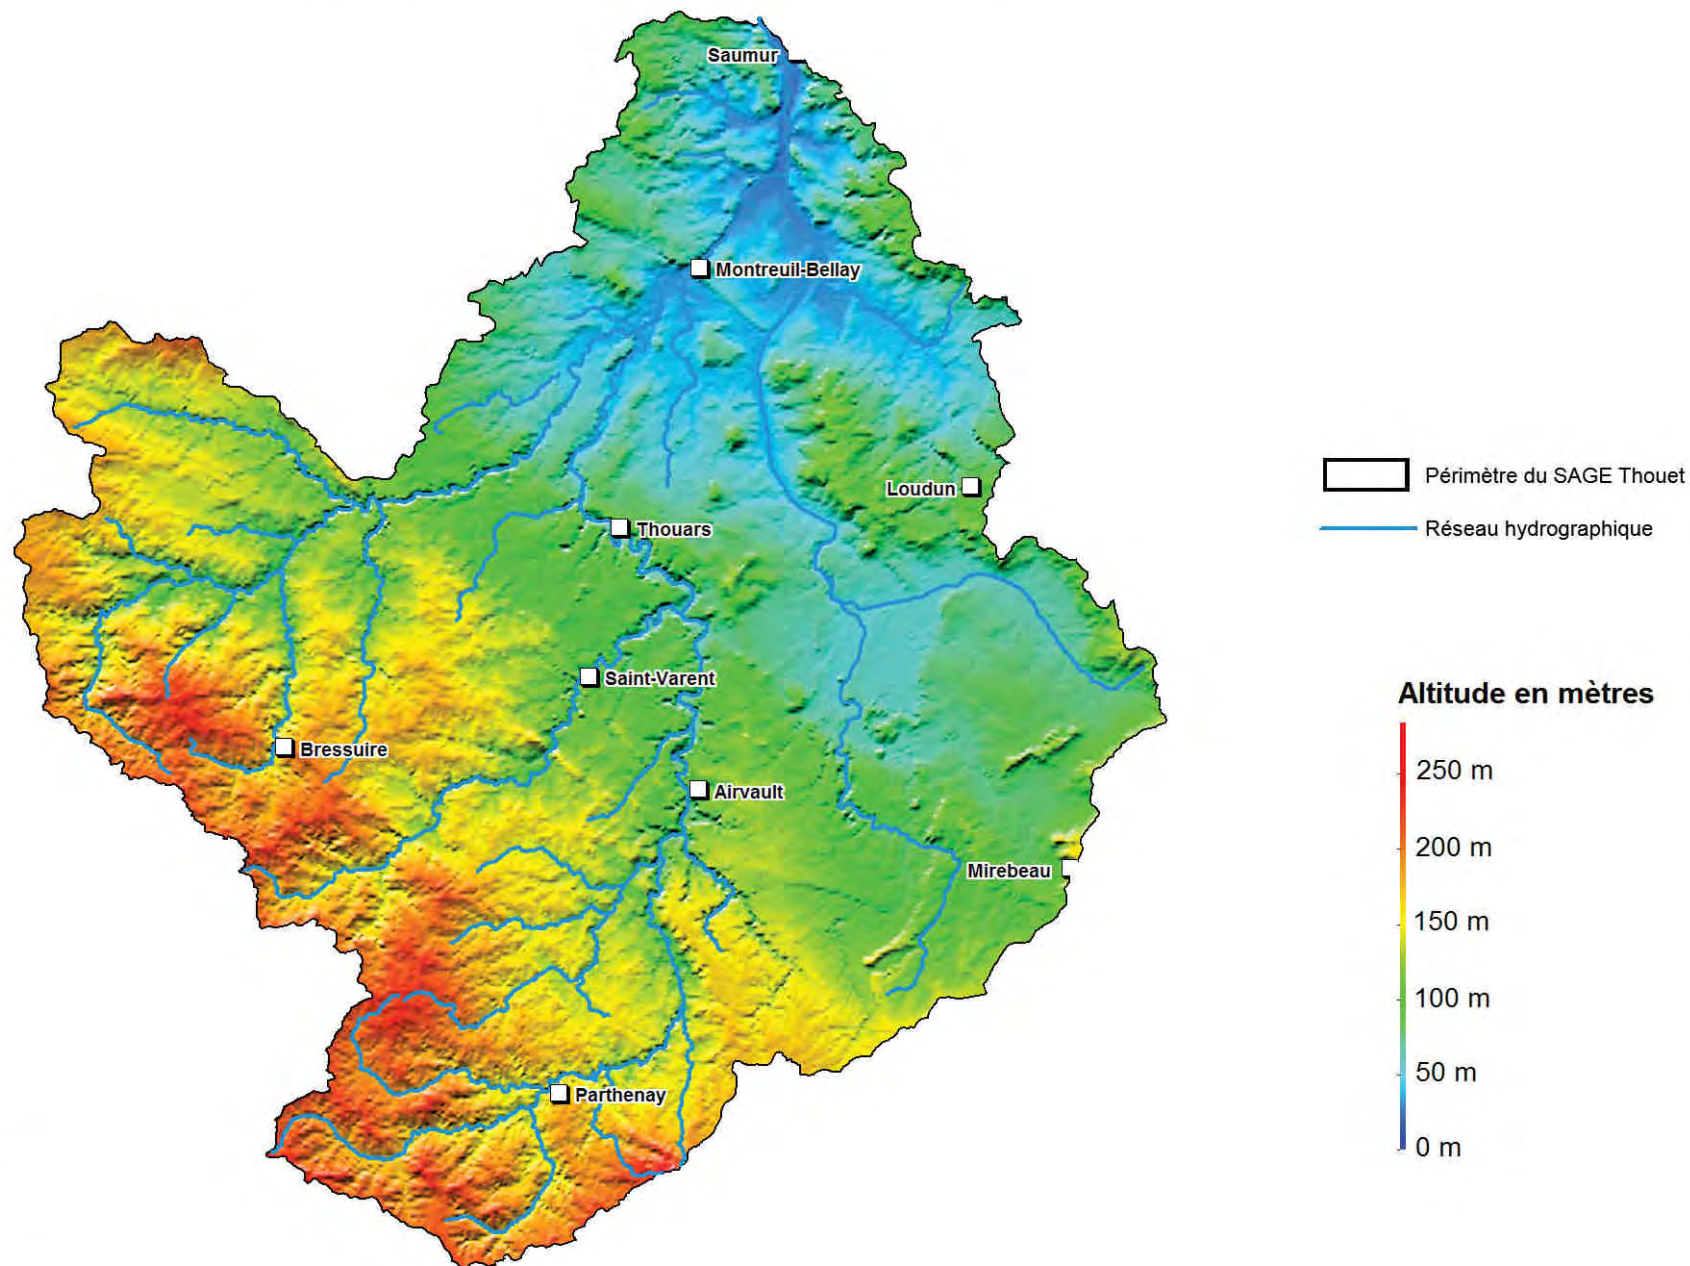 Saumur
Montreuil-Bellay
Loudun
Thouars
Saint-Varent
Bressuire
Airvault
Mirebeau
Parthenay
Périmètre du SAGE Thouet
Réseau hydrographique
Altitude en mètres
250 m
200 m
150 m
100 m
50 m
0 m